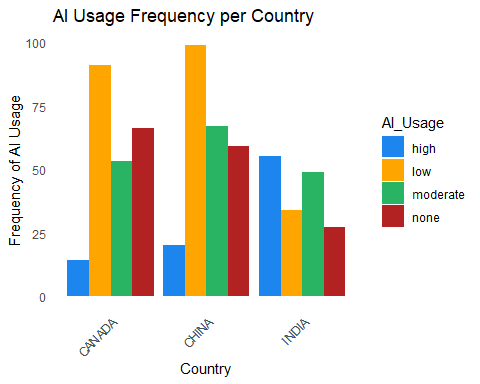 AI Usage Frequency per Country
Frequency of AI Usage
100
75
50
25
0
CANADA
CHINA
INDIA
Country
AI_Usage
high
low
moderate
none